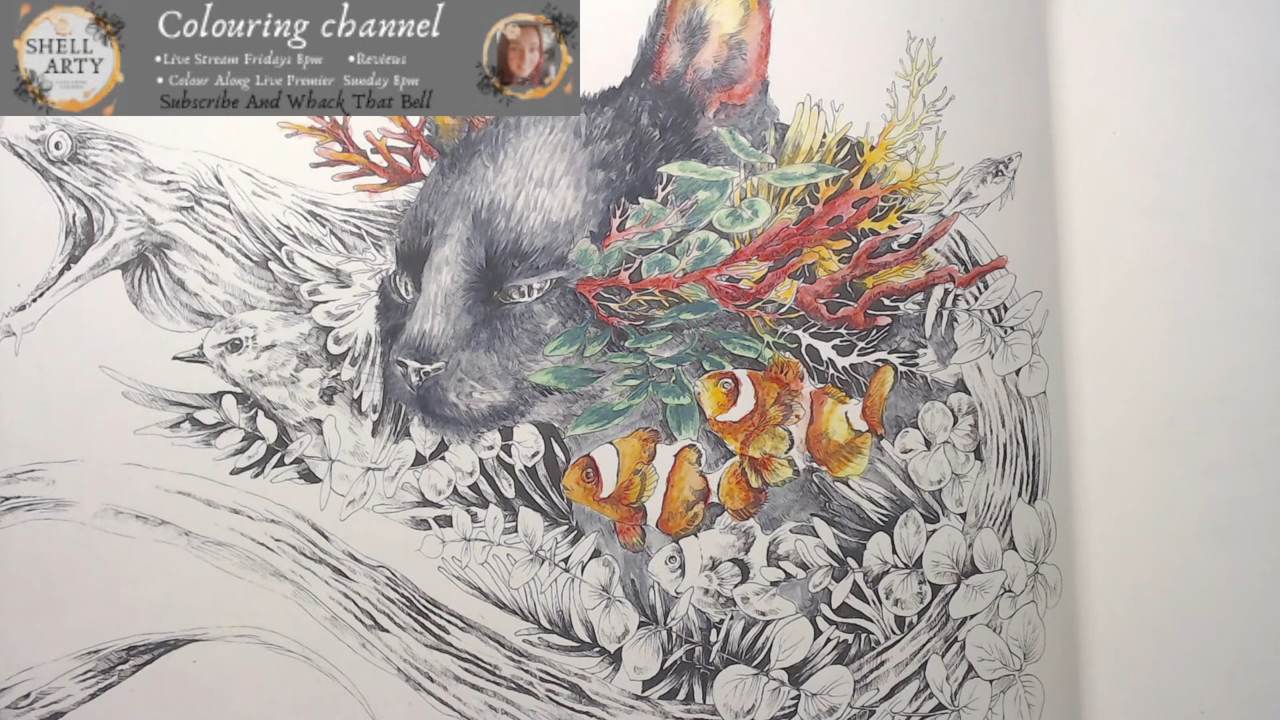 SHELL
ARTY
Colouring channel
•Live Stream Fridays 8pm •Reviews
• Colour Along Live Premier Sunday 8pm
Subscribe And Whack That Bell